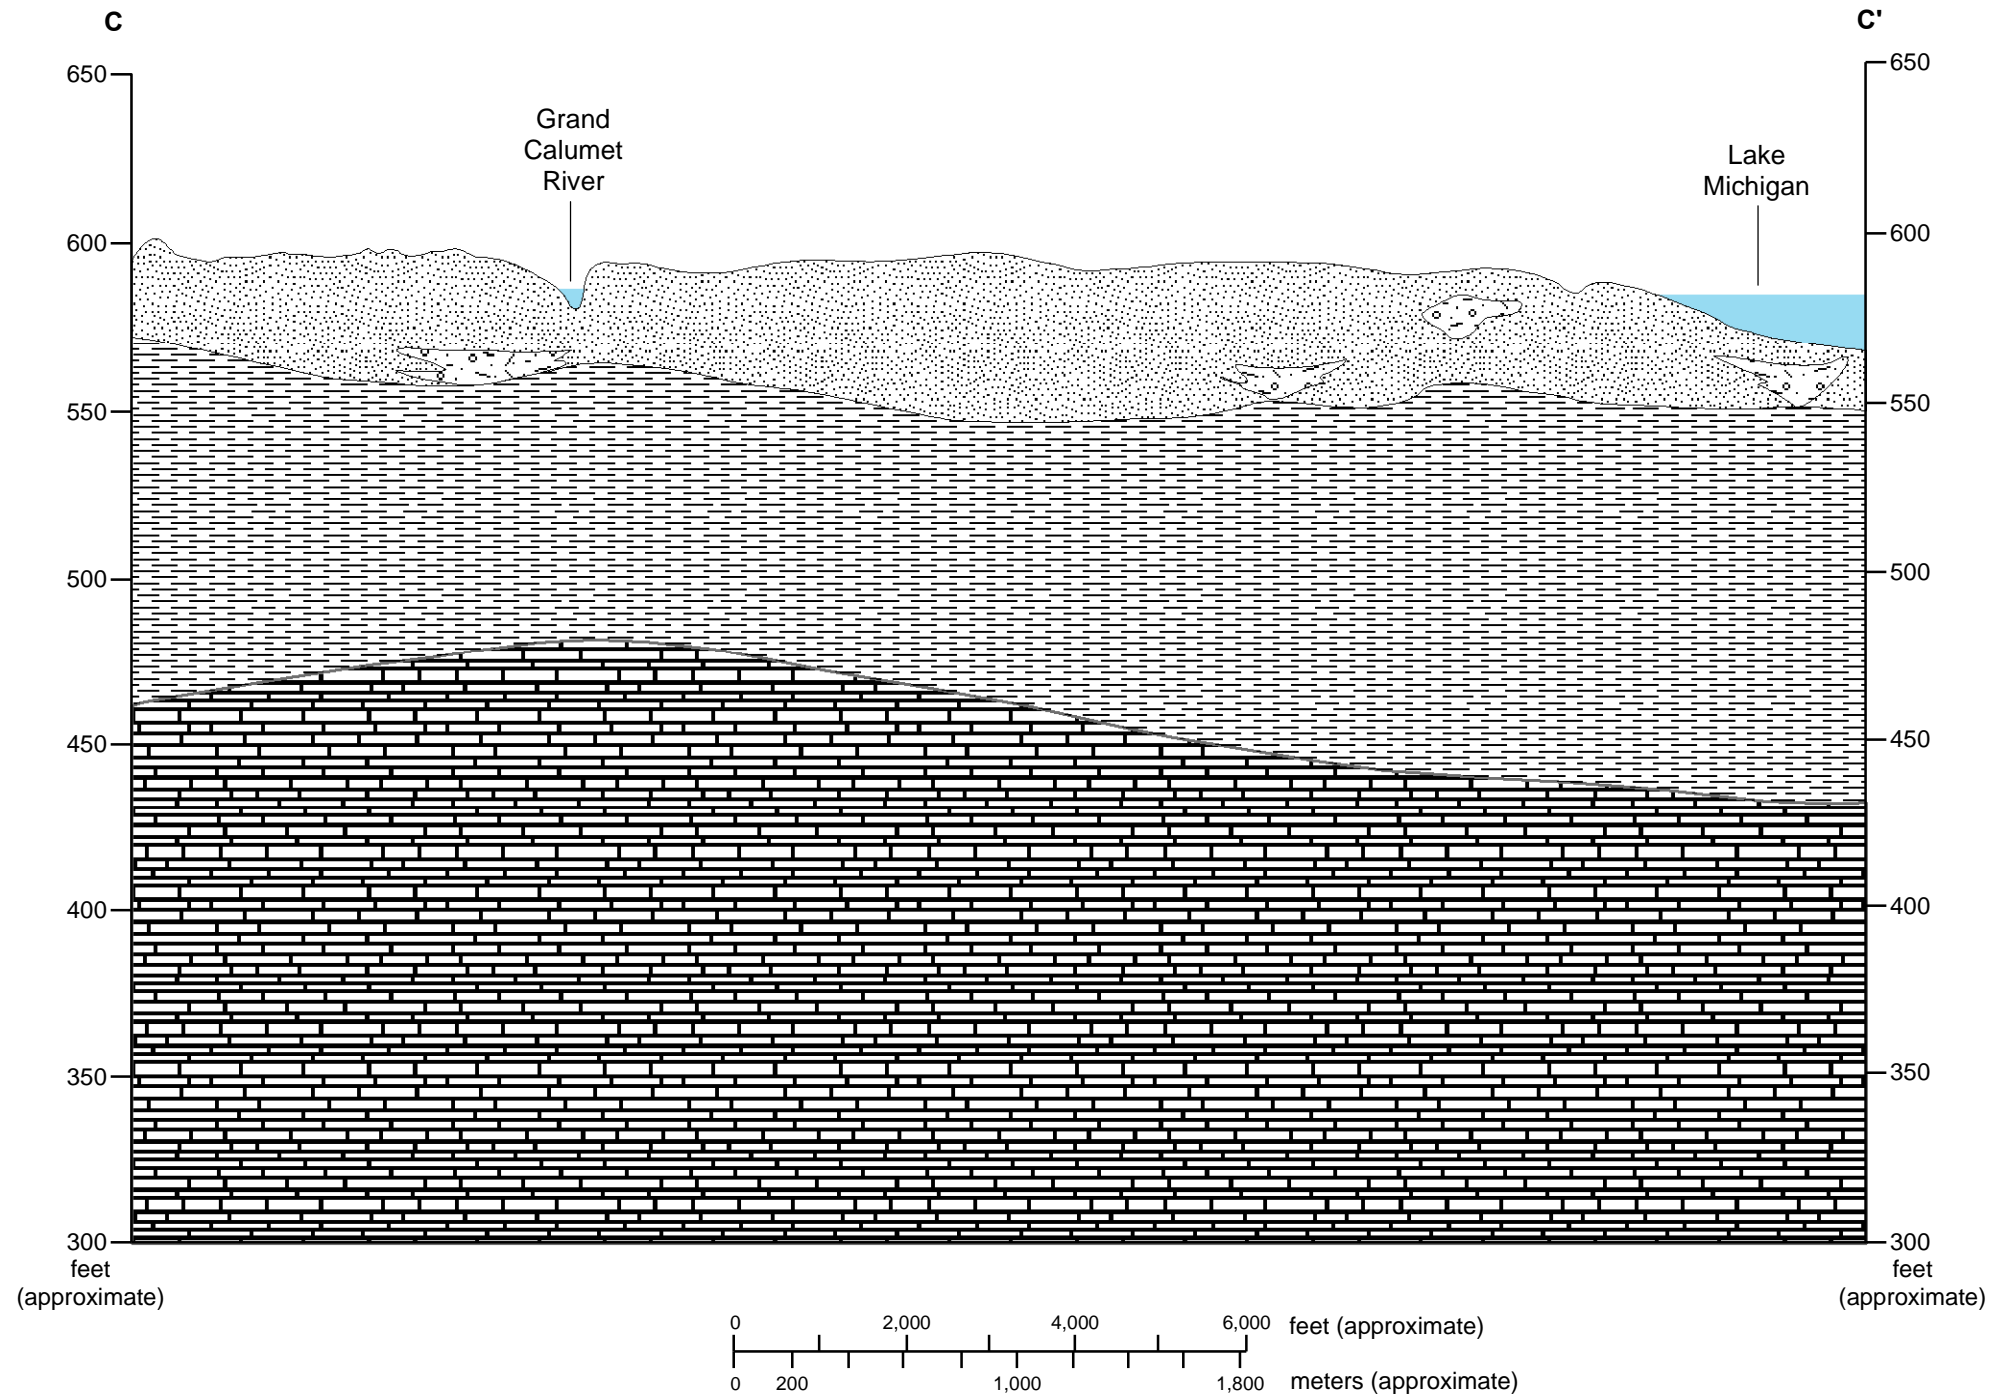 C
C'
650
650
Grand
Calumet
River
Lake
Michigan
600
600
550
550
500
500
450
450
400
400
350
350
300
300
feet
(approximate)
feet
(approximate)
0 2,000 4,000 6,000 feet (approximate)
0 200 1,000 1,800 meters (approximate)